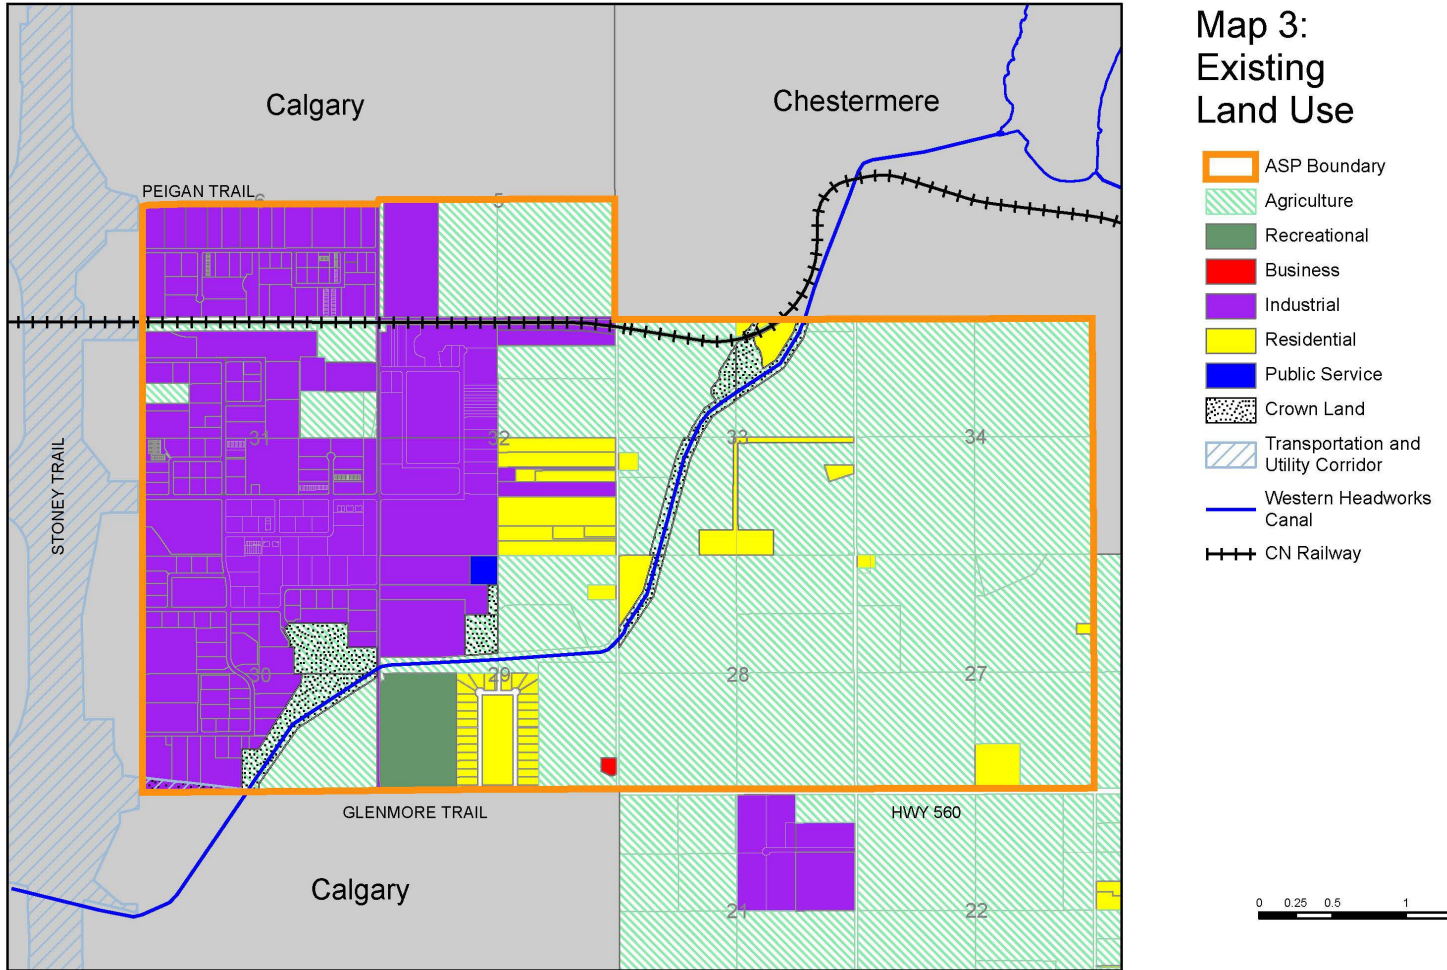 Map 3:
Existing
Land Use
ASP Boundary
Agriculture
Recreational
Business
Industrial
Residential
Public Service
Crown Land
Transportation and
Utility Corridor
Western Headworks
Canal
CN Railway
0 0.25 0.5 1
Calgary
Chestermere
PEIGAN TRAIL
6
5
STONEY TRAIL
31
32
33
34
30
29
28
27
GLENMORE TRAIL
HWY 560
Calgary
21
22